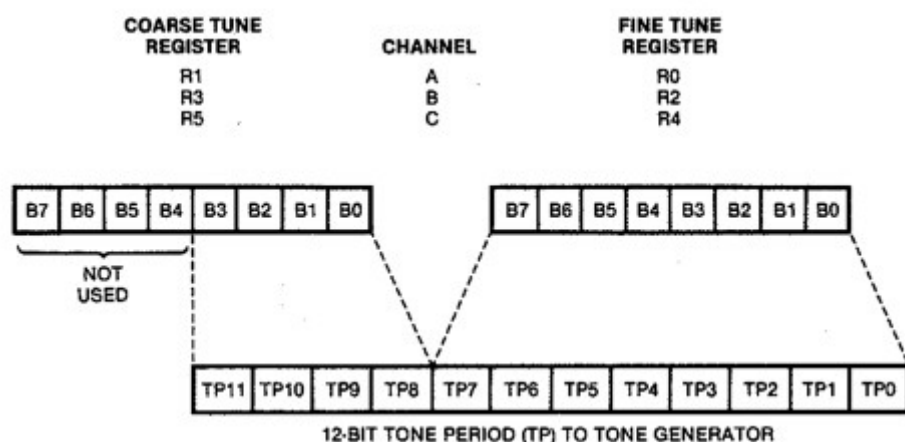 COARSE TUNE REGISTER CHANNEL FINE TUNE REGISTER
R1 A R0
R3 B R2
R5 C R4
B7 B6 B5 B4 B3 B2 B1 B0 B7 B6 B5 B4 B3 B2 B1 B0
NOT
USED
TP11 TP10 TP9 TP8 TP7 TP6 TP5 TP4 TP3 TP2 TP1 TP0
12-BIT TONE PERIOD (TP) TO TONE GENERATOR